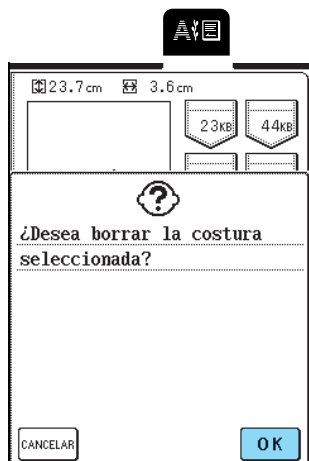 A
23.7cm 3.6cm
23KB 44KB
¿Desea borrar la costura
seleccionada?
CANCELAR OK